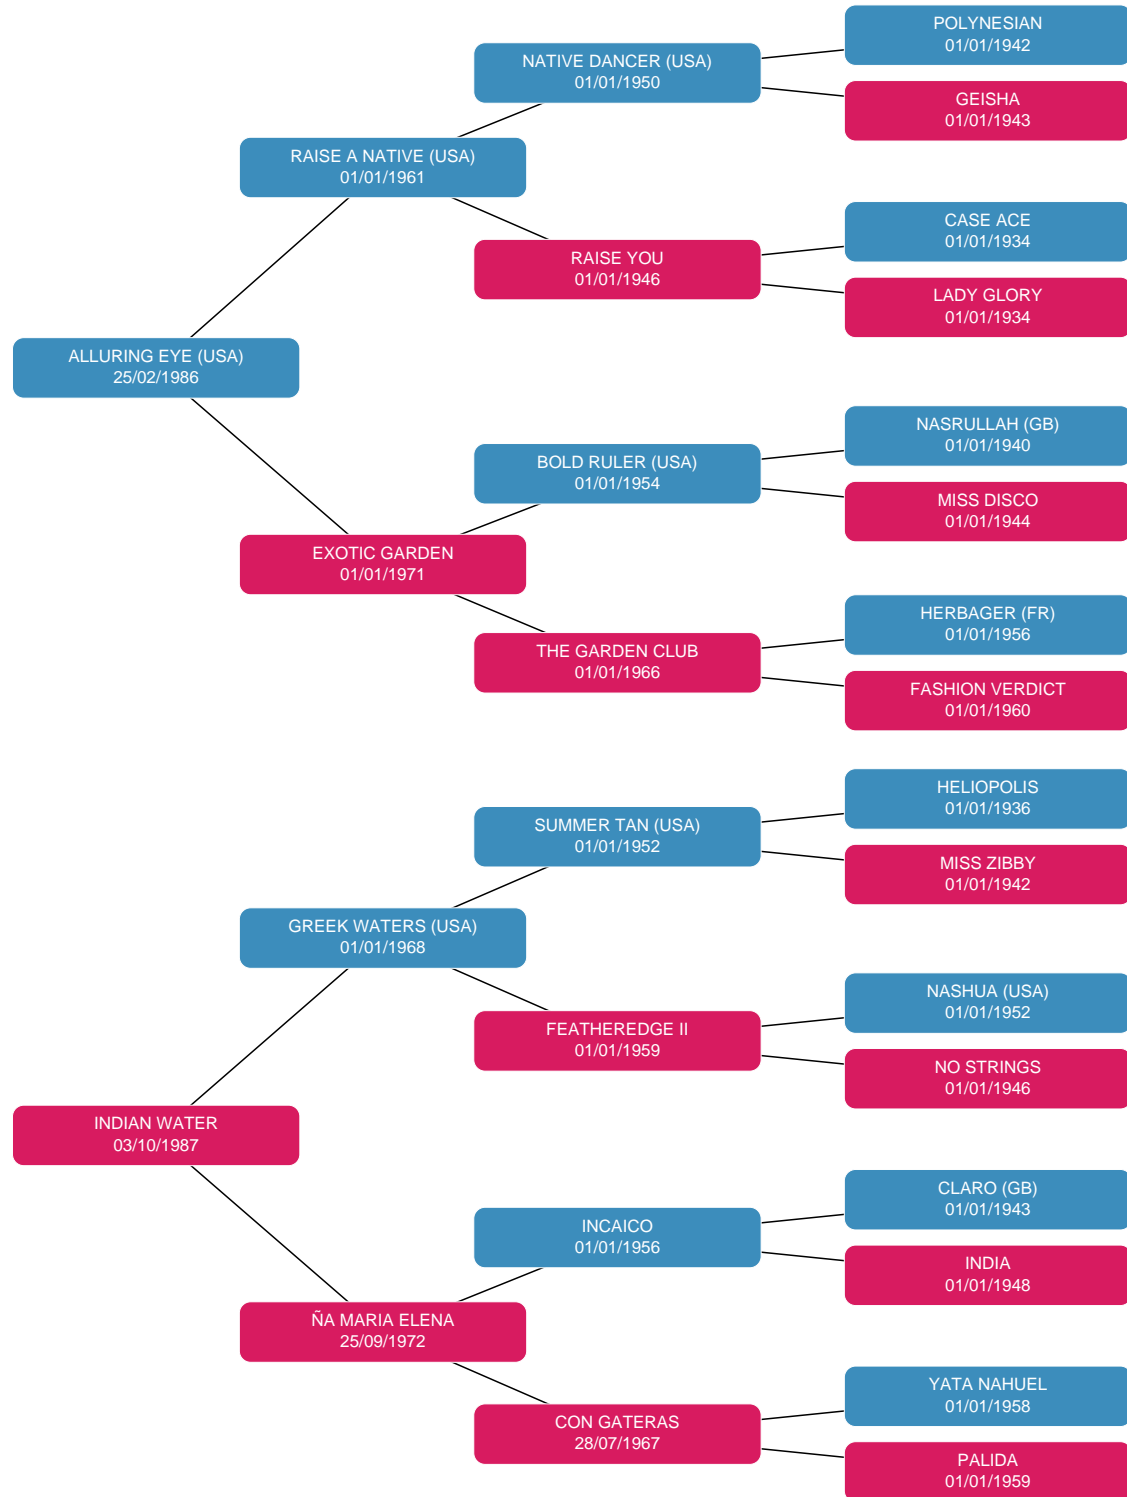 POLYNESIAN
01/01/1942
NATIVE DANCER (USA)
01/01/1950
GEISHA
01/01/1943
RAISE A NATIVE (USA)
01/01/1961
CASE ACE
01/01/1934
RAISE YOU
01/01/1946
LADY GLORY
01/01/1934
ALLURING EYE (USA)
25/02/1986
NASRULLAH (GB)
01/01/1940
BOLD RULER (USA)
01/01/1954
MISS DISCO
01/01/1944
EXOTIC GARDEN
01/01/1971
HERBAGER (FR)
01/01/1956
THE GARDEN CLUB
01/01/1966
FASHION VERDICT
01/01/1960
HELIOPOLIS
01/01/1936
SUMMER TAN (USA)
01/01/1952
MISS ZIBBY
01/01/1942
GREEK WATERS (USA)
01/01/1968
NASHUA (USA)
01/01/1952
FEATHEREDGE II
01/01/1959
NO STRINGS
01/01/1946
INDIAN WATER
03/10/1987
CLARO (GB)
01/01/1943
INCAICO
01/01/1956
INDIA
01/01/1948
ÑA MARIA ELENA
25/09/1972
YATA NAHUEL
01/01/1958
CON GATERAS
28/07/1967
PALIDA
01/01/1959